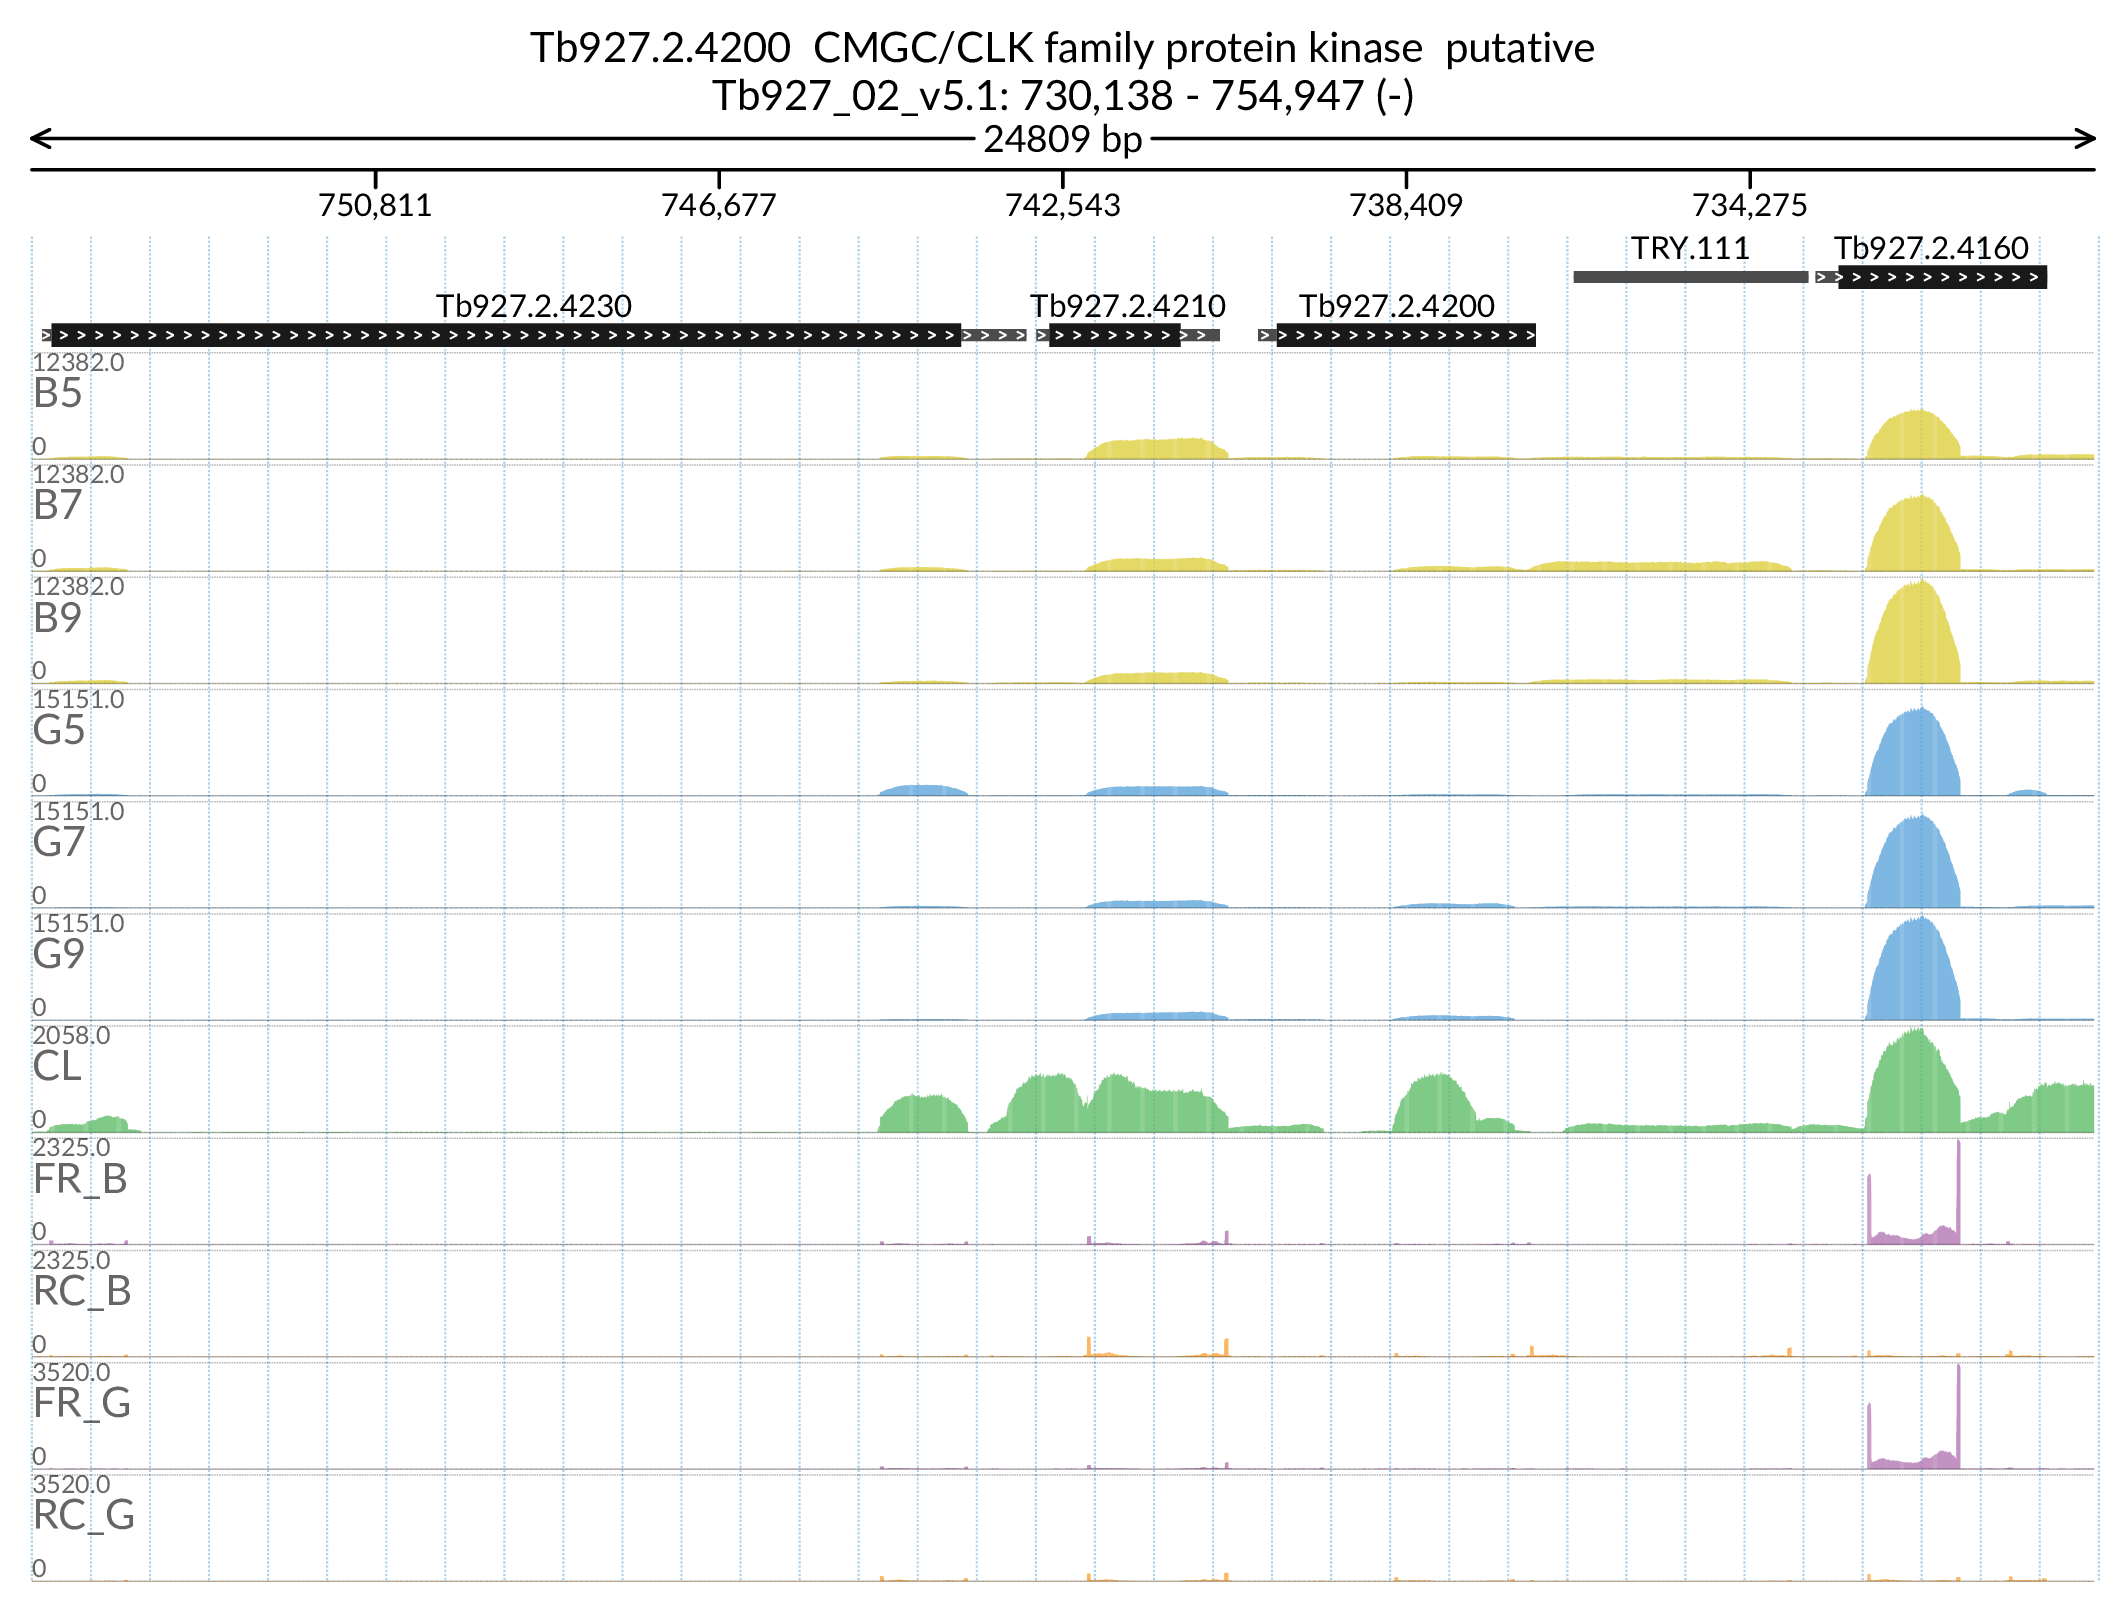 Tb927.2.4200  CMGC/CLK family protein kinase  putative
Tb927_02_v5.1: 730,138 - 754,947 (-)
24809 bp
750,811 746,677 742,543 738,409 734,275
TRY.111 Tb927.2.4160
Tb927.2.4230 Tb927.2.4210 Tb927.2.4200
12382.0
B5
0
12382.0
B7
0
12382.0
B9
0
15151.0
G5
0
15151.0
G7
0
15151.0
G9
0
2058.0
CL
0
2325.0
FR_B
0
2325.0
RC_B
0
3520.0
FR_G
0
3520.0
RC_G
0